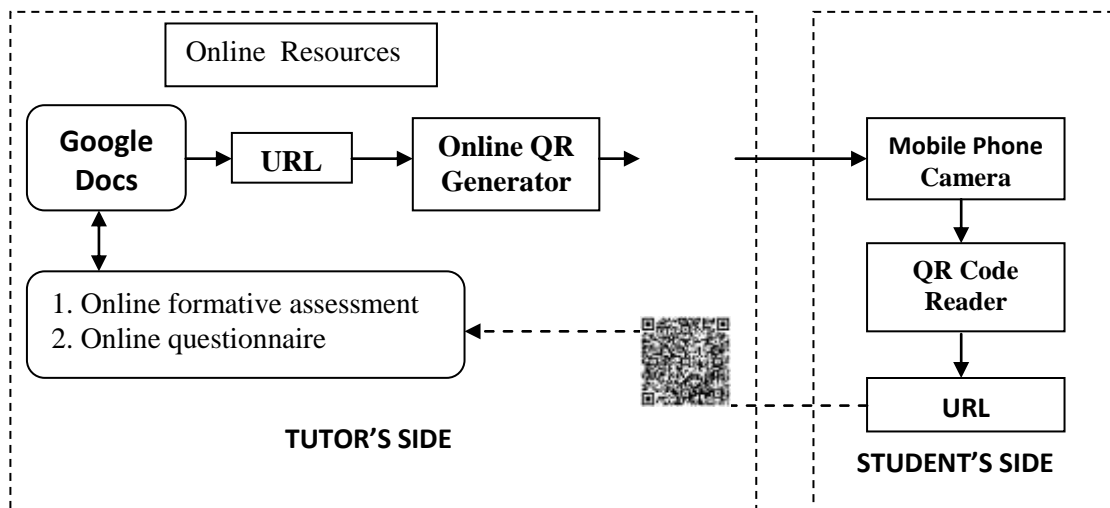 Online Resources
Google
Docs
URL
Online QR
Generator
Mobile Phone
Camera
QR Code
Reader
1. Online formative assessment
2. Online questionnaire
URL
TUTOR’S SIDE
STUDENT’S SIDE